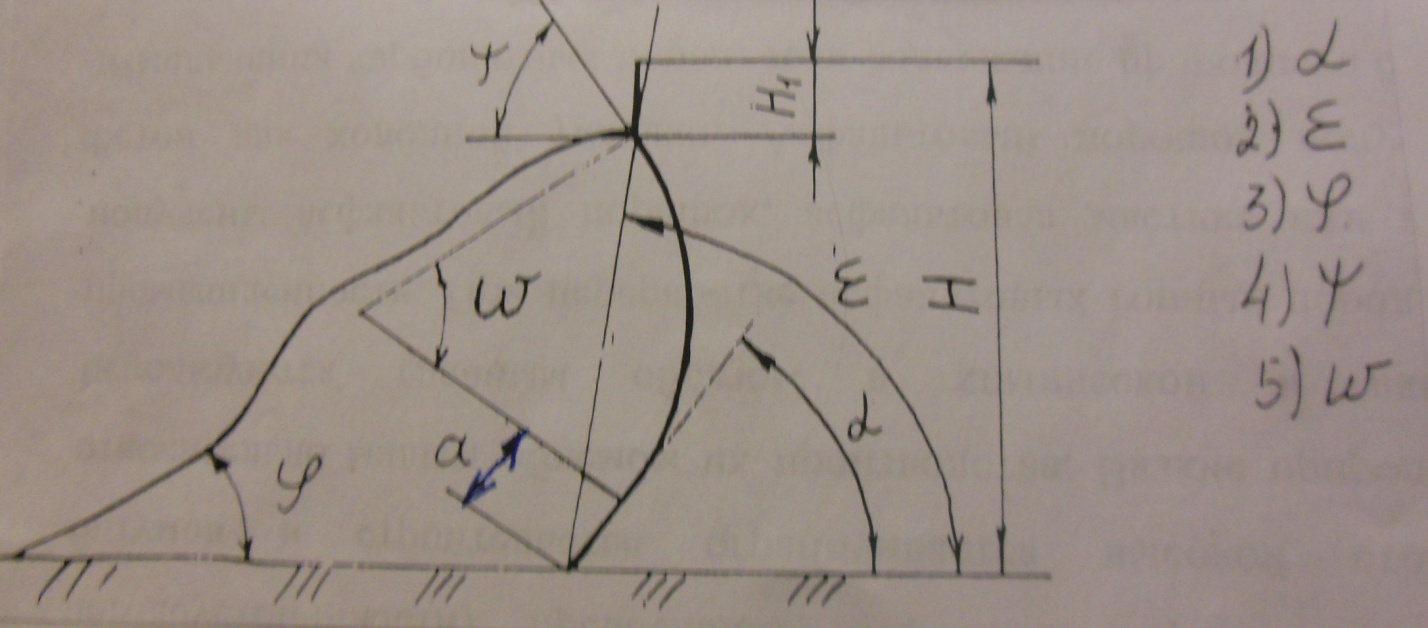 ψ
H₁
1) α
2) ε
3) φ
4) ψ
5) ω
ω
ε
H
α
a
φ